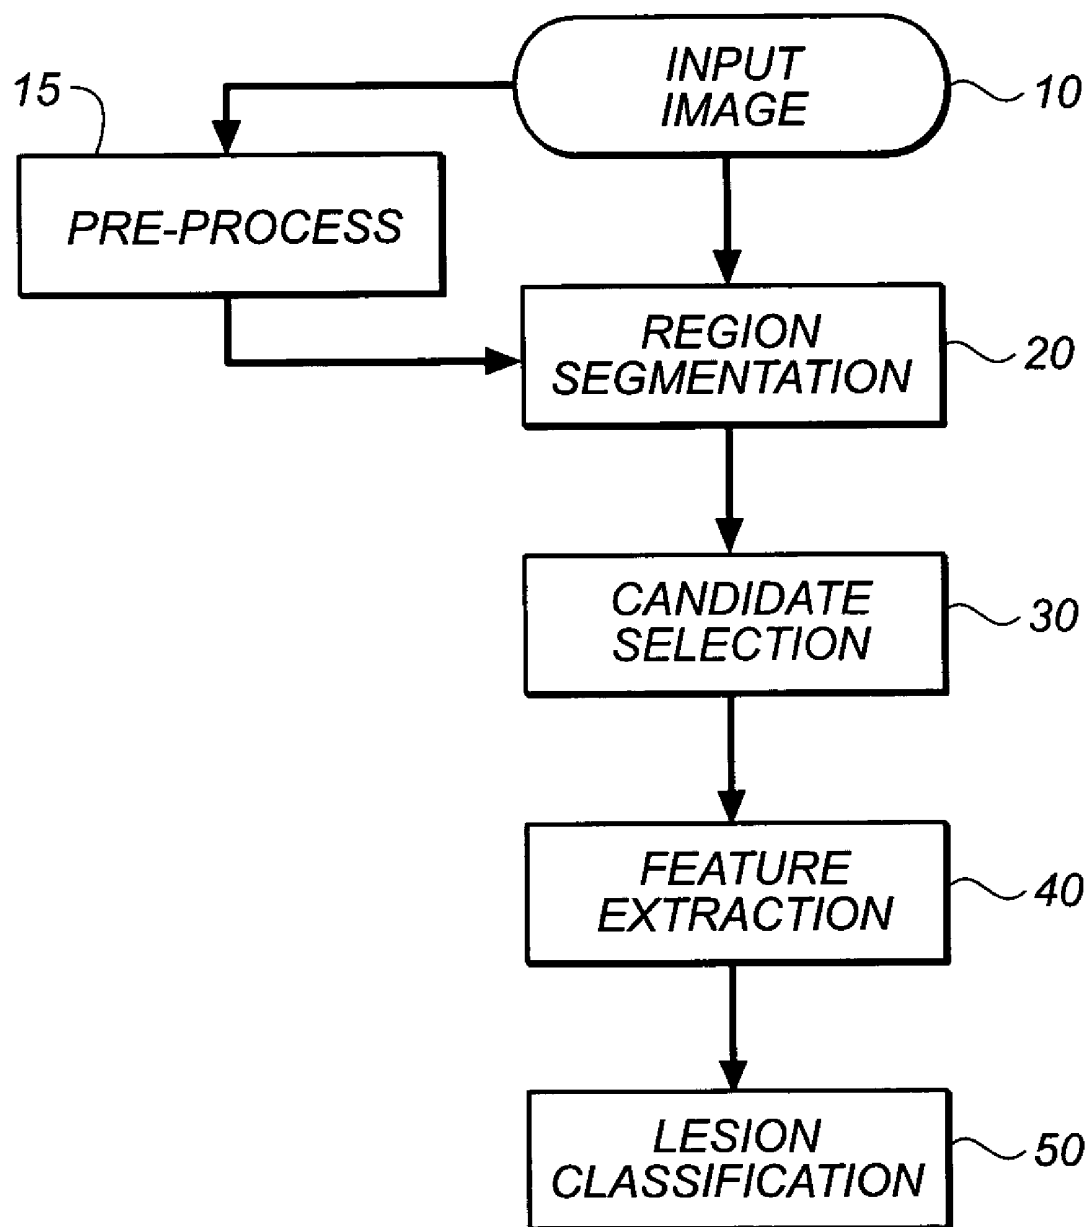 INPUT
IMAGE
10
15
PRE-PROCESS
REGION
SEGMENTATION
20
CANDIDATE
SELECTION
30
FEATURE
EXTRACTION
40
LESION
CLASSIFICATION
50